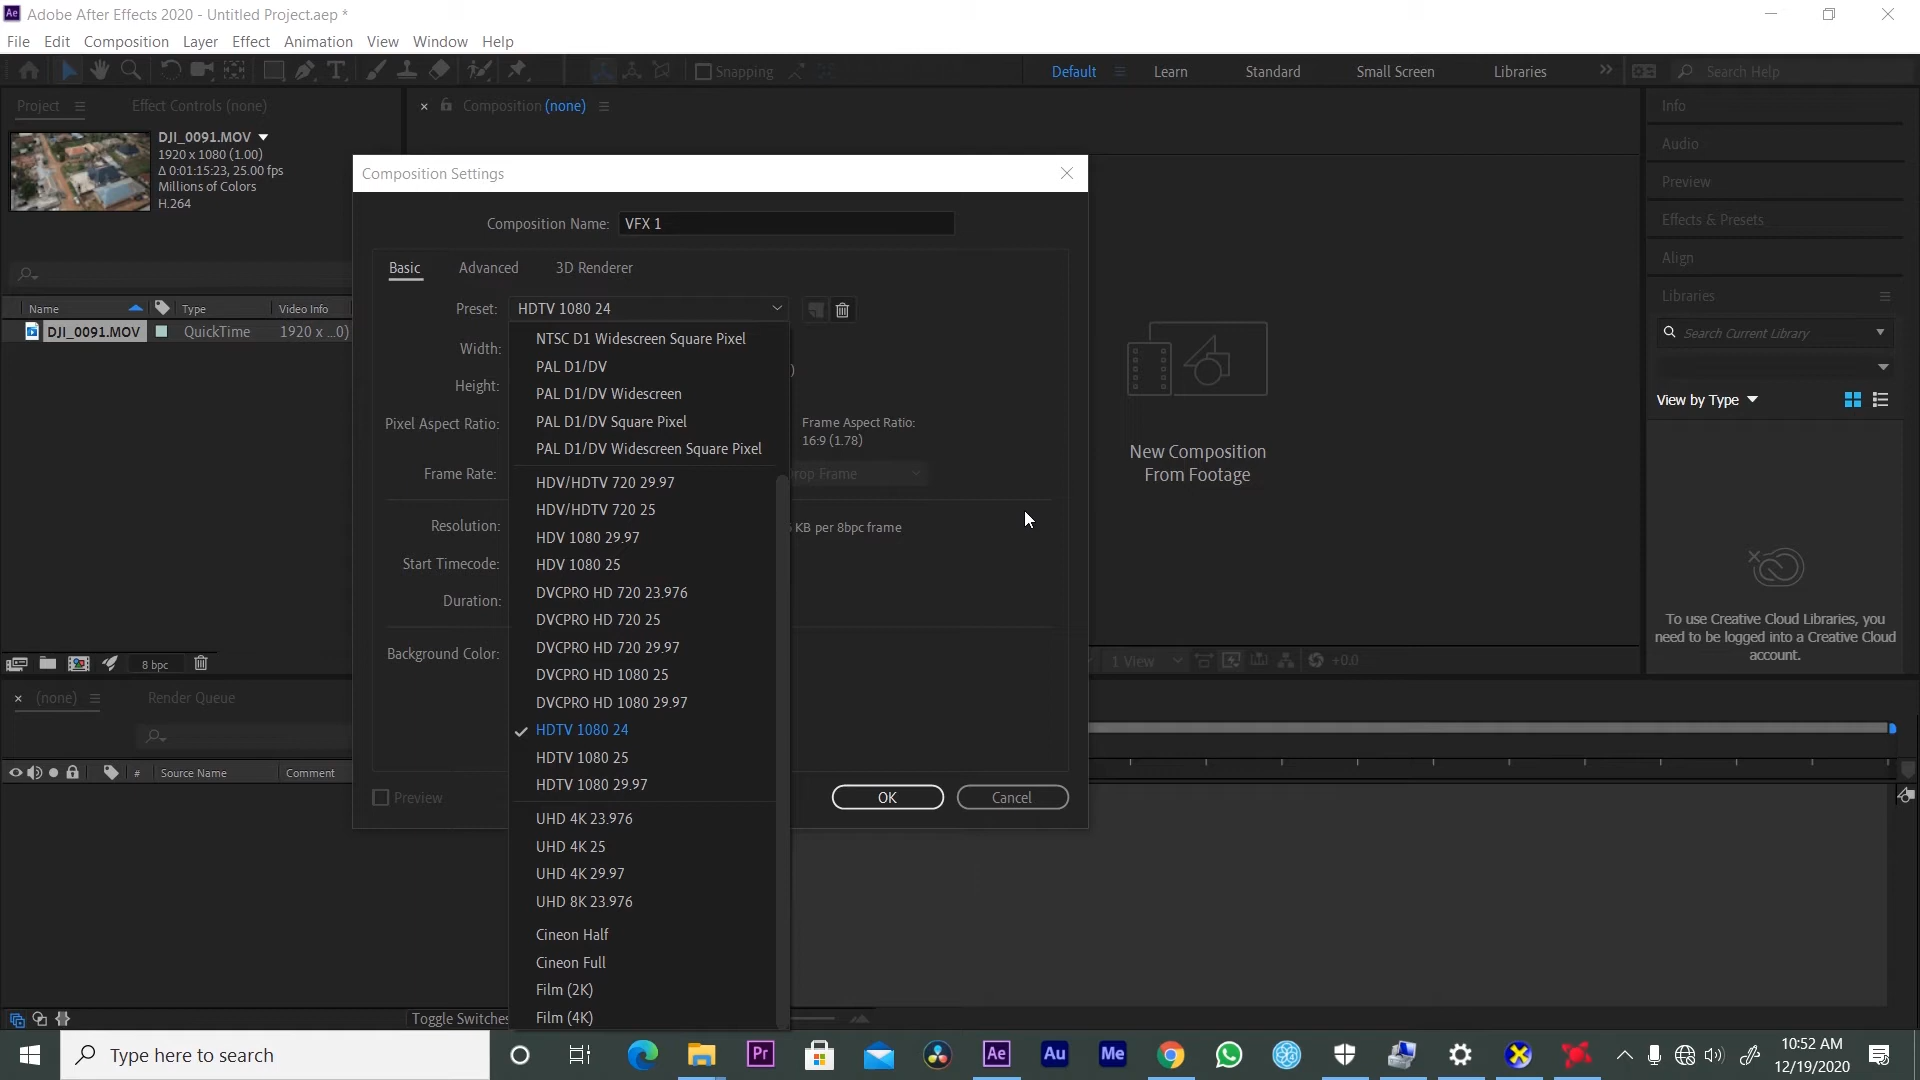 Adobe After Effects 2020 - Untitled Project.aep *
File Edit Composition Layer Effect Animation View Window Help
Snapping
Default Learn Standard Small Screen Libraries
Search Help
Project
Effect Controls (none)
Composition (none)
DJI_0091.MOV
1920 x 1080 (1.00)
Δ 0:01:15:23, 25.00 fps
Millions of Colors
H.264
Name Type Video Info
DJI_0091.MOV QuickTime 1920 x ...0)
8 bpc
Composition Settings
Composition Name: VFX 1
Basic Advanced 3D Renderer
Preset: HDTV 1080 24
Width:
Height:
Pixel Aspect Ratio:
Frame Aspect Ratio:
16:9 (1.78)
Frame Rate:
rop Frame
Resolution:
KB per 8bpc frame
Start Timecode:
Duration:
Background Color:
Preview
OK
Cancel
NTSC D1 Widescreen Square Pixel
PAL D1/DV
PAL D1/DV Widescreen
PAL D1/DV Square Pixel
PAL D1/DV Widescreen Square Pixel
HDV/HDTV 720 29.97
HDV/HDTV 720 25
HDV 1080 29.97
HDV 1080 25
DVCPRO HD 720 23.976
DVCPRO HD 720 25
DVCPRO HD 720 29.97
DVCPRO HD 1080 25
DVCPRO HD 1080 29.97
HDTV 1080 24
HDTV 1080 25
HDTV 1080 29.97
UHD 4K 23.976
UHD 4K 25
UHD 4K 29.97
UHD 8K 23.976
Cineon Half
Cineon Full
Film (2K)
Film (4K)
New Composition
From Footage
1 View
+0.0
Info
Audio
Preview
Effects & Presets
Align
Libraries
Search Current Library
View by Type
To use Creative Cloud Libraries, you
need to be logged into a Creative Cloud
account.
(none)
Render Queue
# Source Name Comment
Toggle Switches
Type here to search
Pr
Ae
Au
Me
10:52 AM
12/19/2020